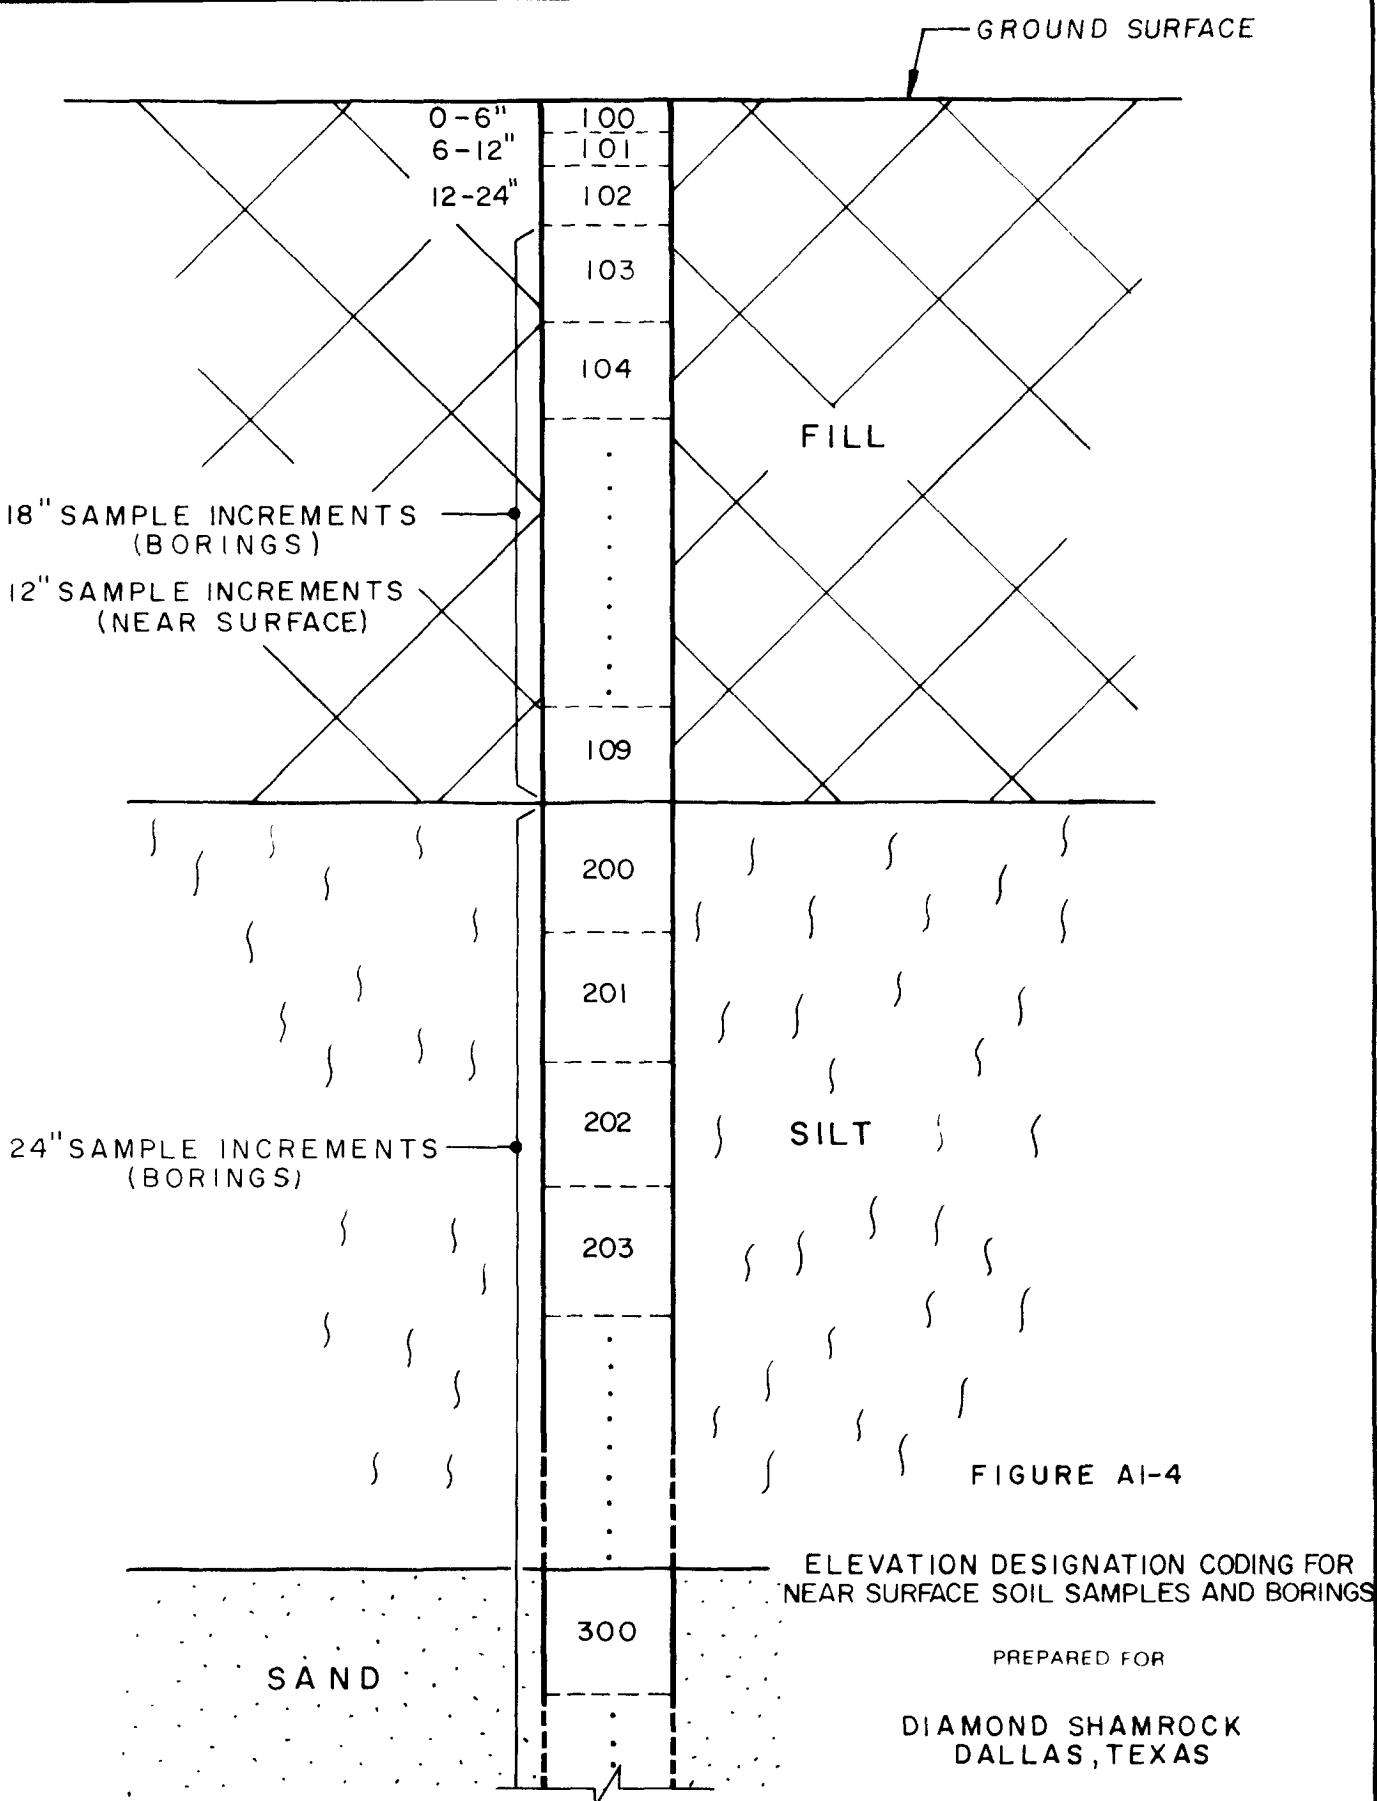 GROUND SURFACE
0-6" 100
6-12" 101
12-24" 102
103
104
FILL
18" SAMPLE INCREMENTS
(BORINGS)
12" SAMPLE INCREMENTS
(NEAR SURFACE)
109
200
201
202
SILT
24" SAMPLE INCREMENTS
(BORINGS)
203
FIGURE A1-4
ELEVATION DESIGNATION CODING FOR
NEAR SURFACE SOIL SAMPLES AND BORINGS
300
PREPARED FOR
SAND
DIAMOND SHAMROCK
DALLAS, TEXAS